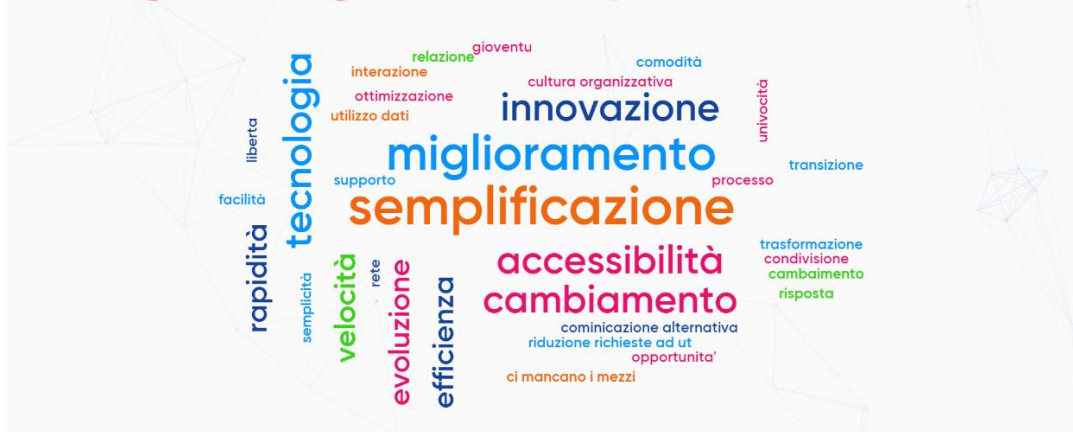 gioventu
relazione
comodità
interazione
cultura organizzativa
ottimizzazione
innovazione
utilizzo dati
univocità
tecnologia
liberta
miglioramento
transizione
supporto
processo
facilità
semplificazione
rapidità
accessibilità
trasformazione
condivisione
cambaimento
risposta
semplicità
velocità
rete
evoluzione
efficienza
cambiamento
cominicazione alternativa
riduzione richieste ad ut
opportunita'
ci mancano i mezzi